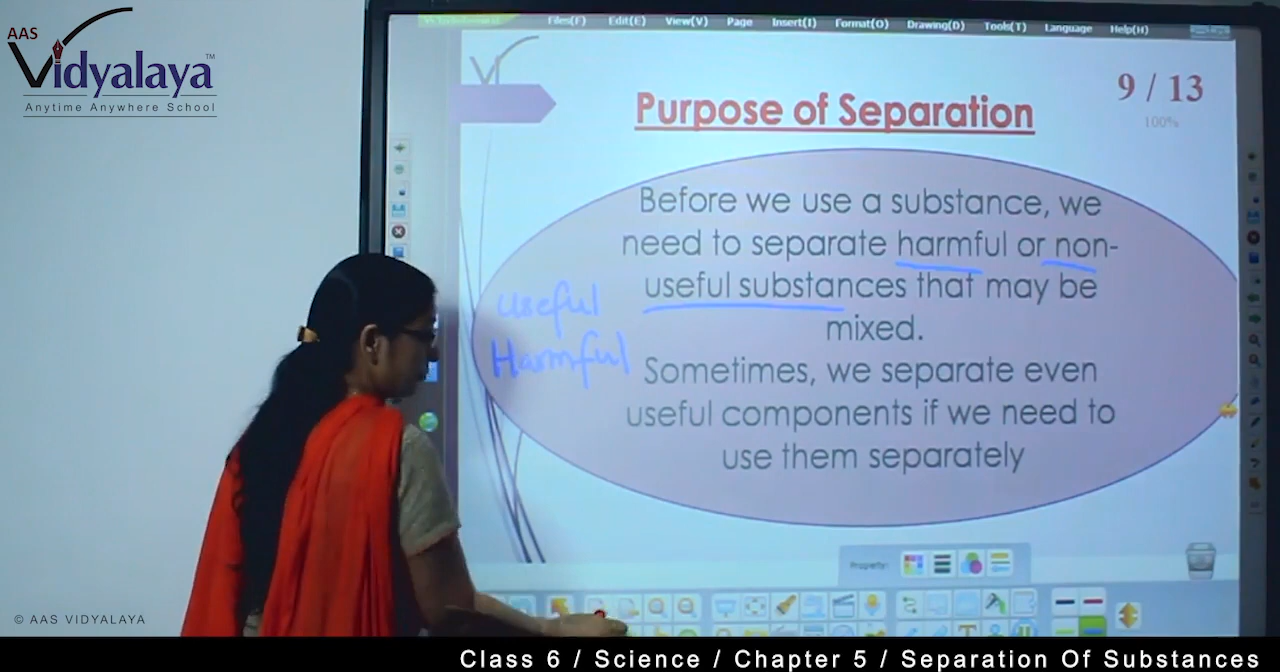 AAS
Vidyalaya™
Anytime Anywhere School
Files(F) Edit(E) View(V) Page Insert(I) Format(O) Drawing(D) Tools(T) Language Help(H)
9 / 13
100%
Purpose of Separation
Before we use a substance, we
need to separate harmful or non-
useful substances that may be
mixed.
Sometimes, we separate even
useful components if we need to
use them separately
useful
Harmful
Property:
© AAS VIDYALAYA
Class 6 / Science / Chapter 5 / Separation Of Substances